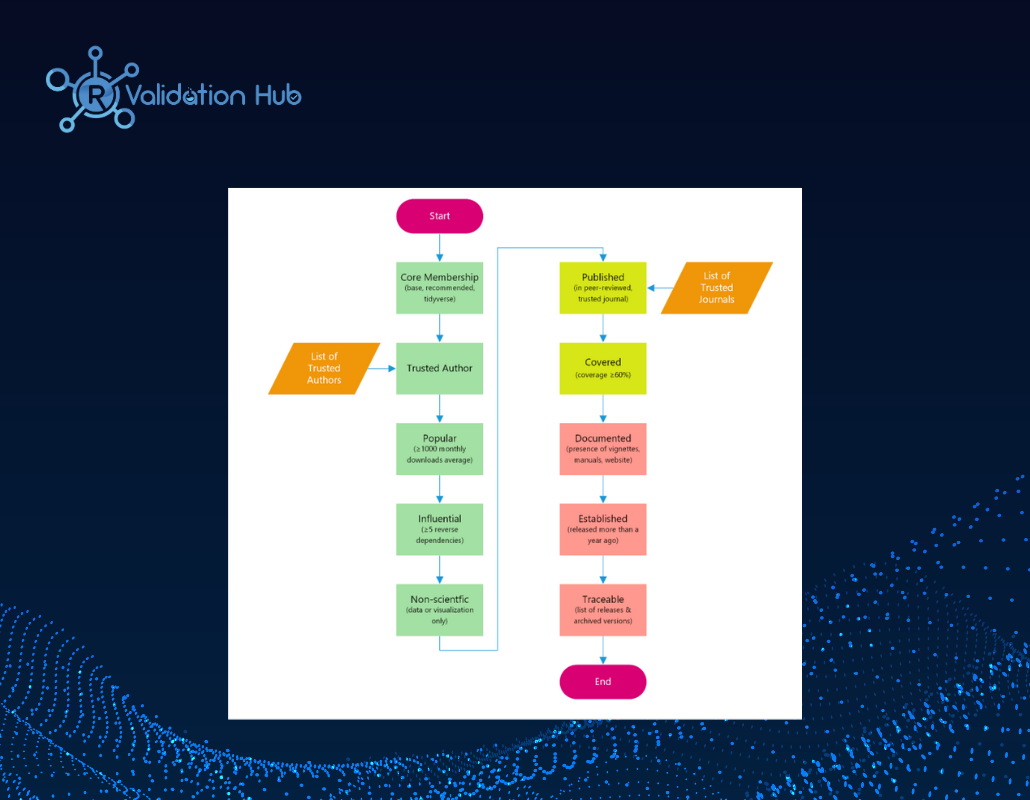 R Validation Hub
Start
Core Membership
(base, recommended,
tidyverse)
List of
Trusted
Authors
Trusted Author
Popular
(≥1000 monthly
downloads average)
Influential
(≥5 reverse
dependencies)
Non-scientfic
(data or visualization
only)
Published
(in peer-reviewed,
trusted journal)
List of
Trusted
Journals
Covered
(coverage ≥60%)
Documented
(presence of vignettes,
manuals, website)
Established
(released more than a
year ago)
Traceable
(list of releases &
archived versions)
End